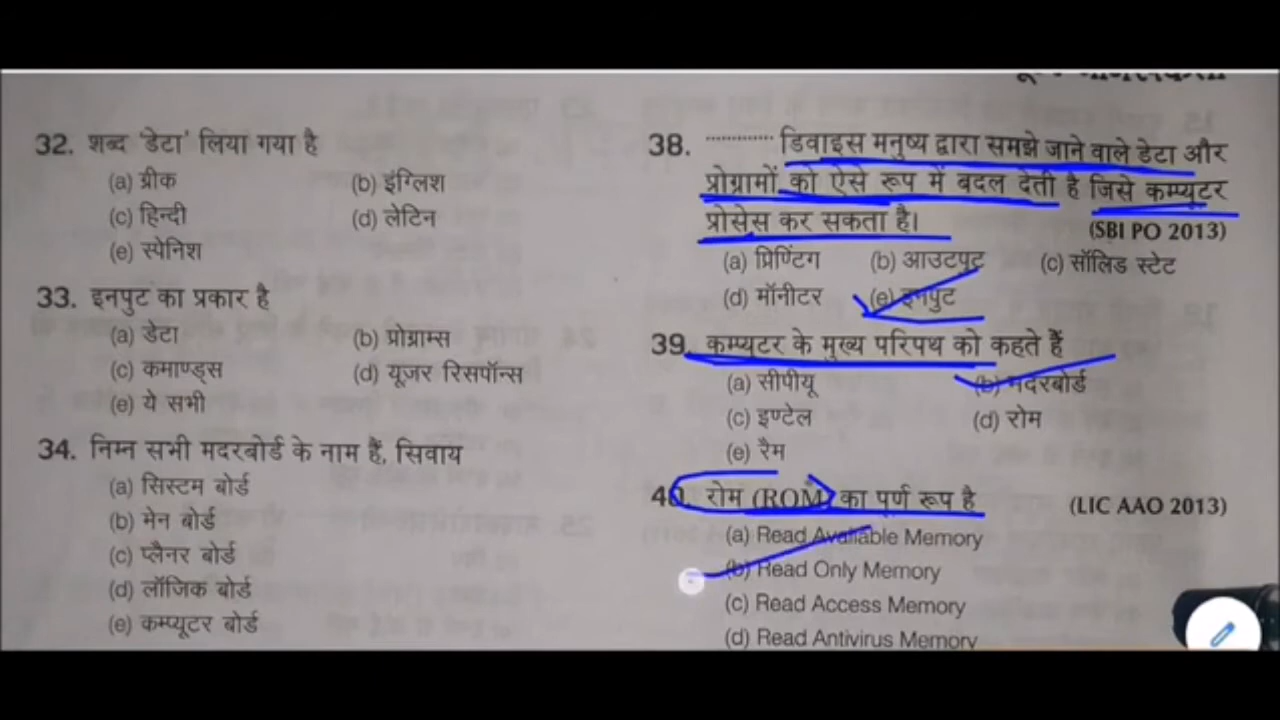 32. शब्द 'डेटा' लिया गया है
(a) ग्रीक (b) इंग्लिश
(c) हिन्दी (d) लेटिन
(e) स्पेनिश
33. इनपुट का प्रकार है
(a) डेटा (b) प्रोग्राम्स
(c) कमाण्ड्स (d) यूजर रिसपॉन्स
(e) ये सभी
34. निम्न सभी मदरबोर्ड के नाम हैं, सिवाय
(a) सिस्टम बोर्ड
(b) मेन बोर्ड
(c) प्लैनर बोर्ड
(d) लॉजिक बोर्ड
(e) कम्प्यूटर बोर्ड
38. ............. डिवाइस मनुष्य द्वारा समझे जाने वाले डेटा और
प्रोग्रामों को ऐसे रूप में बदल देती है जिसे कम्प्यूटर
प्रोसेस कर सकता है।
(SBI PO 2013)
(a) प्रिण्टिंग (b) आउटपुट (c) सॉलिड स्टेट
(d) मॉनीटर (e) इनपुट
39. कम्प्यूटर के मुख्य परिपथ को कहते हैं
(a) सीपीयू (b) मदरबोर्ड
(c) इण्टेल (d) रोम
(e) रैम
40. रोम (ROM) का पूर्ण रूप है (LIC AAO 2013)
(a) Read Available Memory
(b) Read Only Memory
(c) Read Access Memory
(d) Read Antivirus Memory